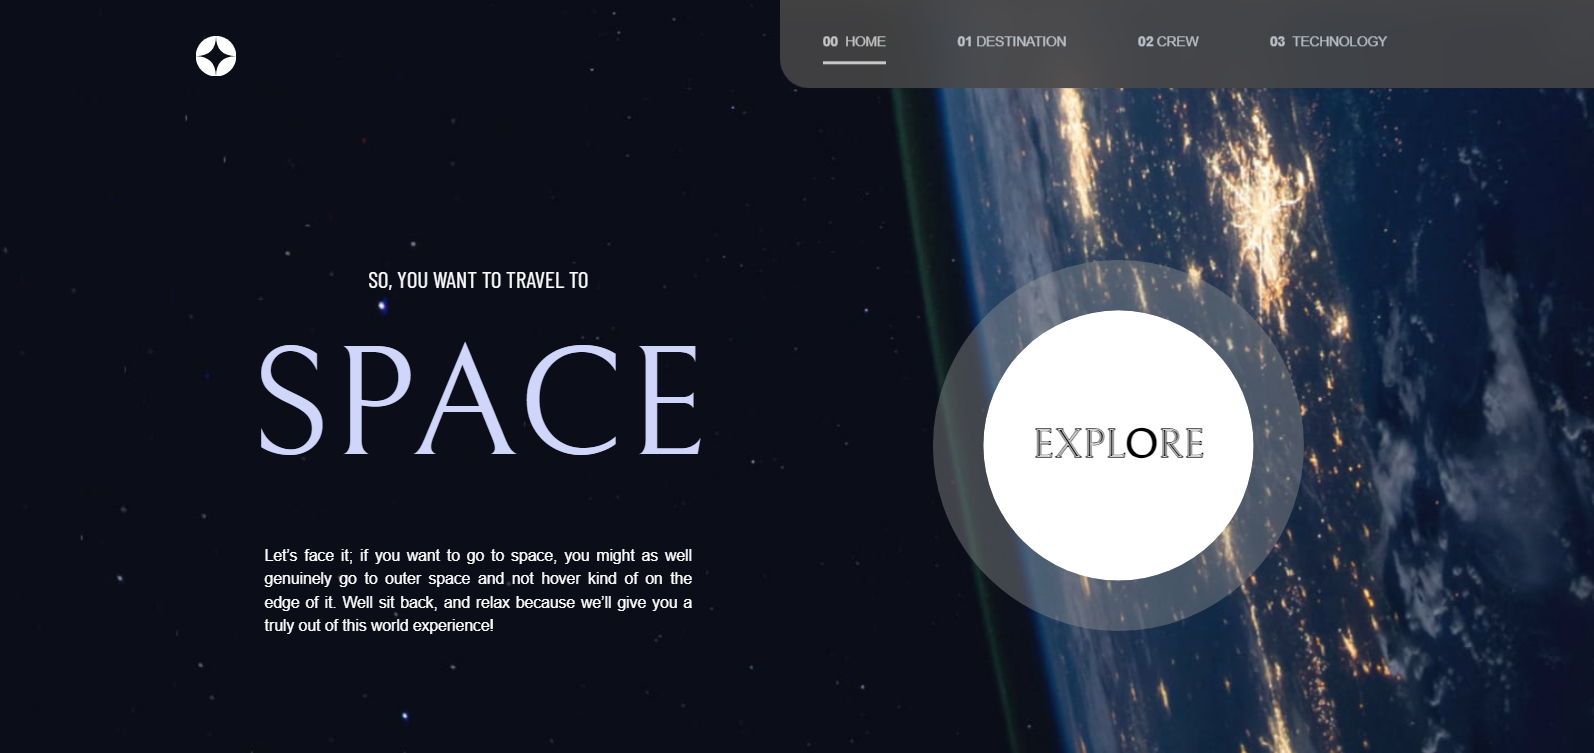 00 HOME 01 DESTINATION 02 CREW 03 TECHNOLOGY
SO, YOU WANT TO TRAVEL TO
SPACE
Let’s face it; if you want to go to space, you might as well
genuinely go to outer space and not hover kind of on the
edge of it. Well sit back, and relax because we’ll give you a
truly out of this world experience!
EXPLORE